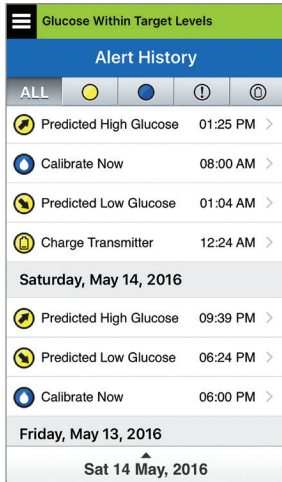 Glucose Within Target Levels
Alert History
ALL
Predicted High Glucose 01:25 PM
Calibrate Now 08:00 AM
Predicted Low Glucose 01:04 AM
Charge Transmitter 12:24 AM
Saturday, May 14, 2016
Predicted High Glucose 09:39 PM
Predicted Low Glucose 06:24 PM
Calibrate Now 06:00 PM
Friday, May 13, 2016
Sat 14 May, 2016